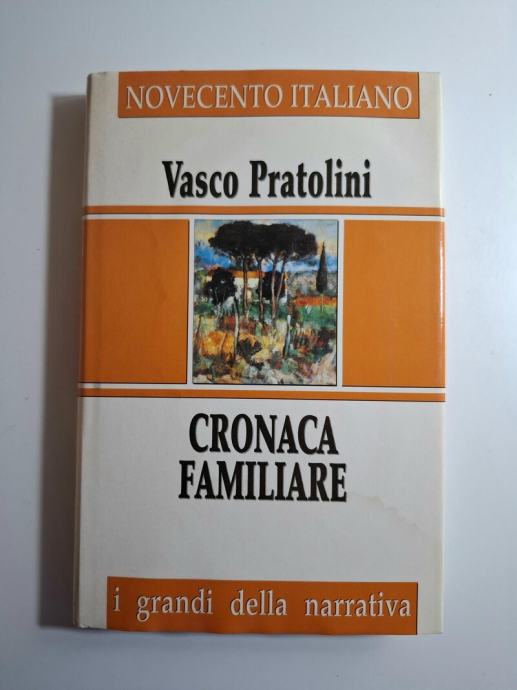 NOVECENTO ITALIANO
Vasco Pratolini
CRONACA
FAMILIARE
i grandi della narrativa